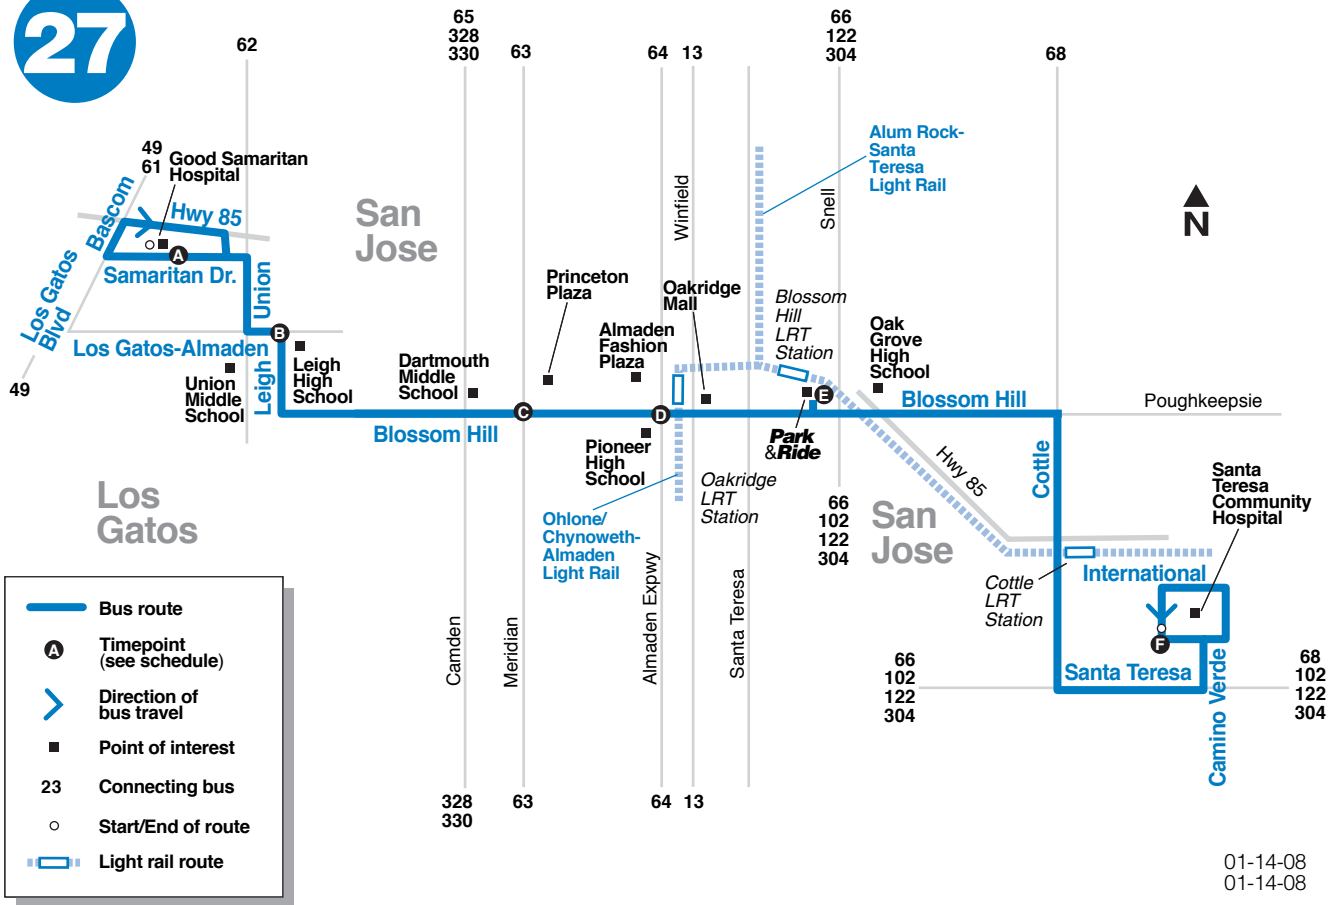 27
62
65
328
330
63
64
13
66
122
304
68
49
61
Good Samaritan
Hospital
Bascom
Hwy 85
A
Samaritan Dr.
Los Gatos
Blvd
49
Union
B
Los Gatos-Almaden
Leigh
Union
Middle
School
Leigh
High
School
San
Jose
Los
Gatos
Dartmouth
Middle
School
C
Blossom Hill
Princeton
Plaza
Almaden
Fashion
Plaza
D
Pioneer
High
School
Ohlone/
Chynoweth-
Almaden
Light Rail
Winfield
Oakridge
Mall
Oakridge
LRT
Station
Alum Rock-
Santa
Teresa
Light Rail
Snell
Blossom
Hill
LRT
Station
E
Park
&Ride
Oak
Grove
High
School
Blossom Hill
N
Poughkeepsie
Hwy 85
Cottle
66
102
122
304
San
Jose
Cottle
LRT
Station
International
Santa
Teresa
Community
Hospital
F
Santa Teresa
Camino Verde
66
102
122
304
68
102
122
304
Camden
Meridian
Almaden Expwy
Santa Teresa
328
330
63
64
13
Bus route
A
Timepoint
(see schedule)
Direction of
bus travel
Point of interest
23
Connecting bus
Start/End of route
Light rail route
01-14-08
01-14-08